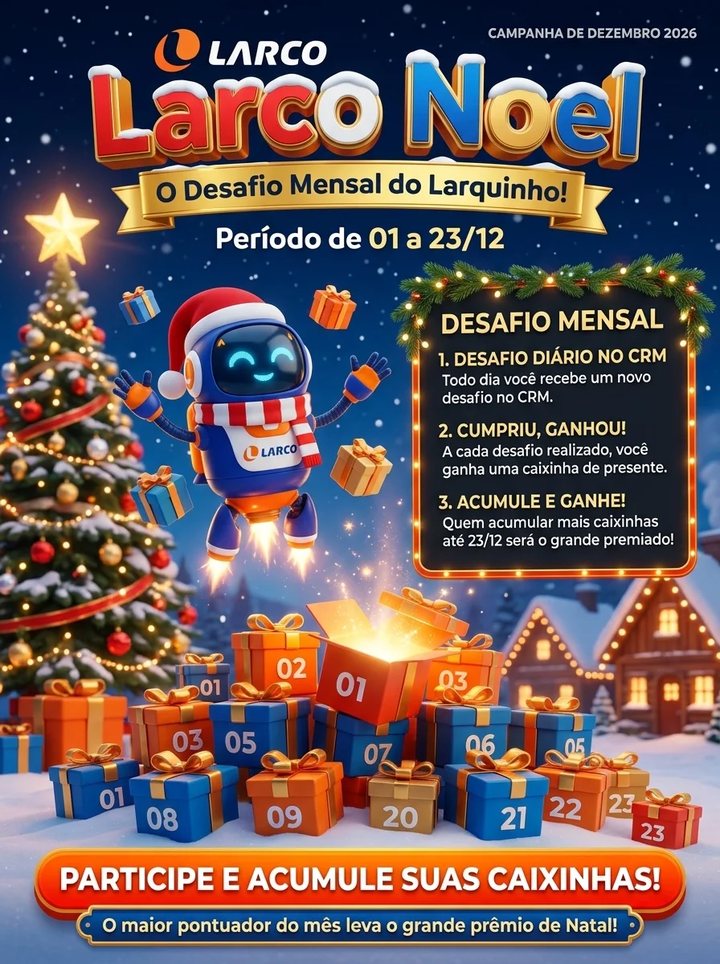 CAMPANHA DE DEZEMBRO 2026
LARCO
Larco Noel
O Desafio Mensal do Larquinho!
Período de 01 a 23/12
DESAFIO MENSAL
1. DESAFIO DIÁRIO NO CRM
Todo dia você recebe um novo
desafio no CRM.
2. CUMPRIU, GANHOU!
A cada desafio realizado, você
ganha uma caixinha de presente.
3. ACUMULE E GANHE!
Quem acumular mais caixinhas
até 23/12 será o grande premiado!
LARCO
01
02
01
03
03
05
07
06
05
01
08
09
20
21
22
23
23
PARTICIPE E ACUMULE SUAS CAIXINHAS!
O maior pontuador do mês leva o grande prêmio de Natal!